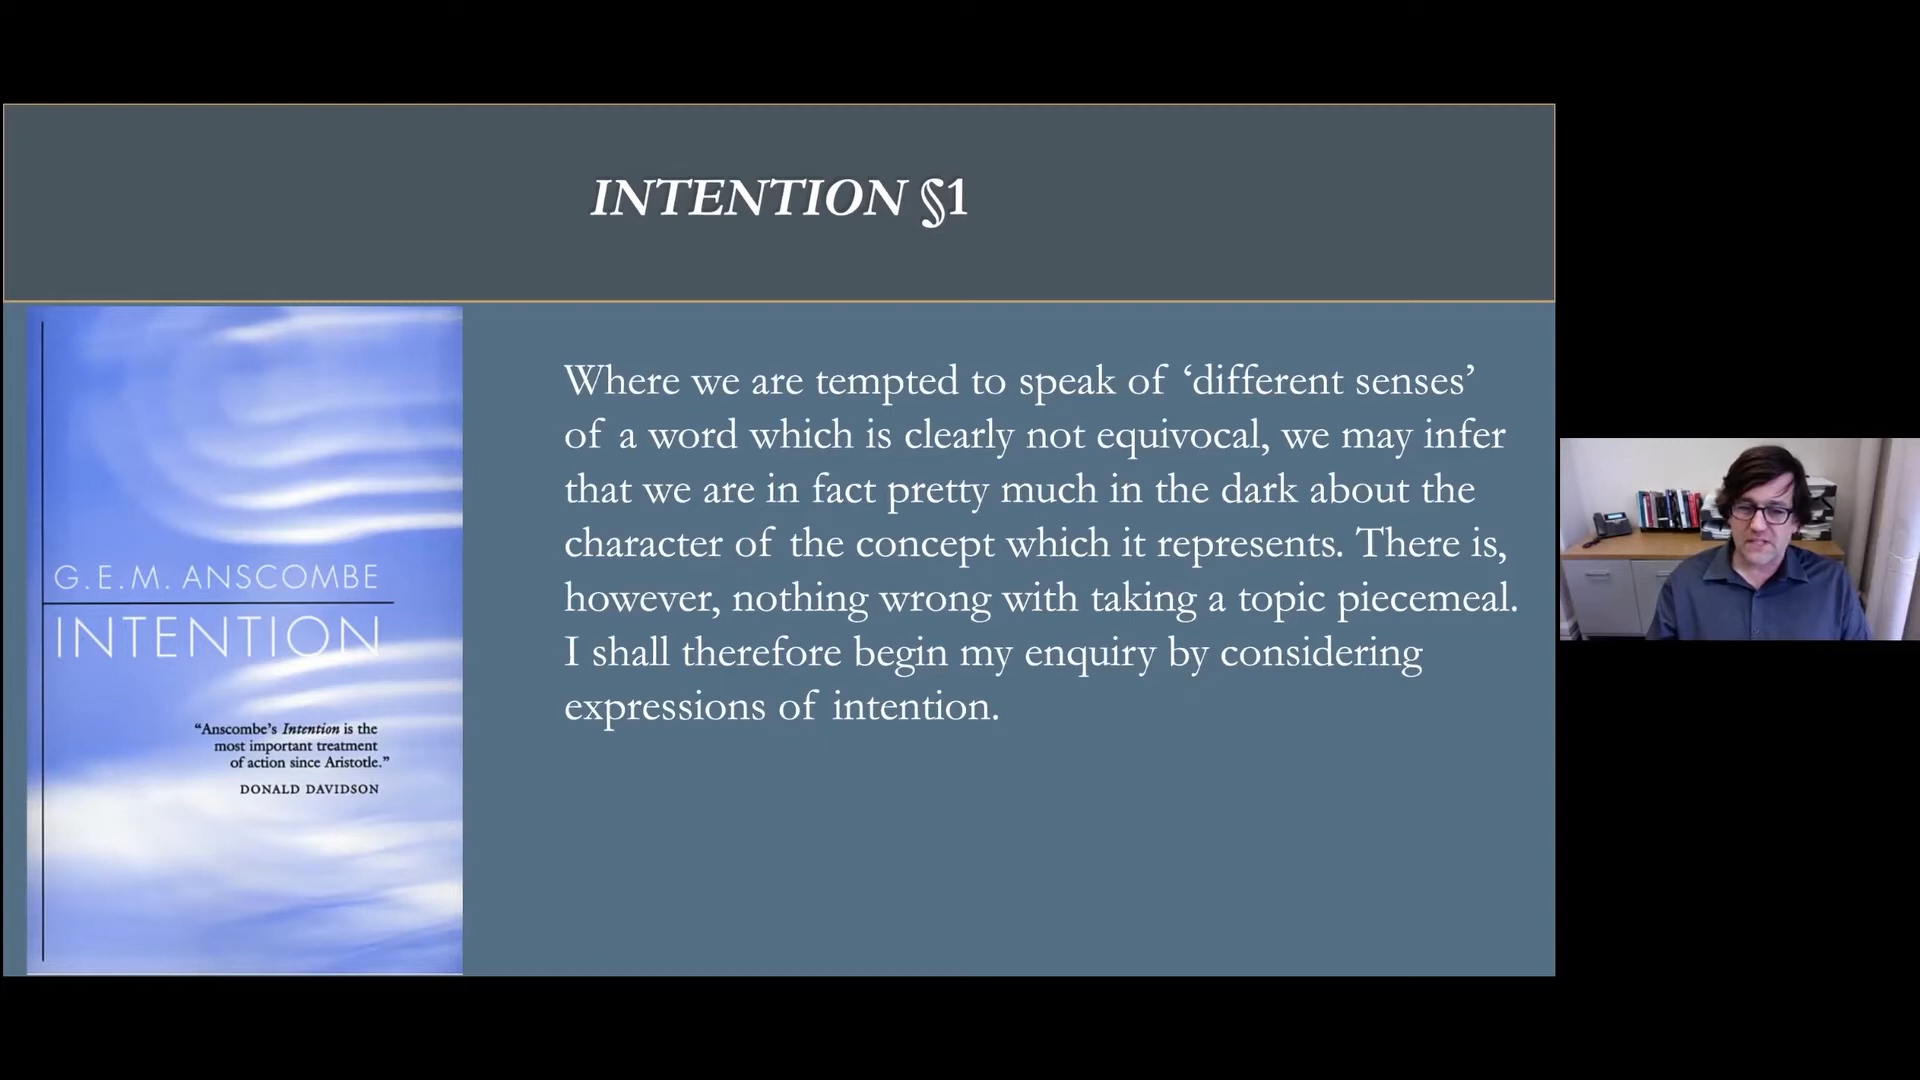 INTENTION §1
G.E.M. ANSCOMBE
INTENTION
“Anscombe’s Intention is the
most important treatment
of action since Aristotle.”
DONALD DAVIDSON
Where we are tempted to speak of ‘different senses’
of a word which is clearly not equivocal, we may infer
that we are in fact pretty much in the dark about the
character of the concept which it represents. There is,
however, nothing wrong with taking a topic piecemeal.
I shall therefore begin my enquiry by considering
expressions of intention.